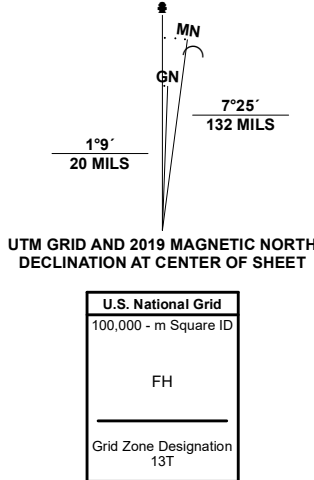 MN
GN
7°25´
132 MILS
1°9´
20 MILS
UTM GRID AND 2019 MAGNETIC NORTH
DECLINATION AT CENTER OF SHEET
U.S. National Grid
100,000 - m Square ID
FH
Grid Zone Designation
13T